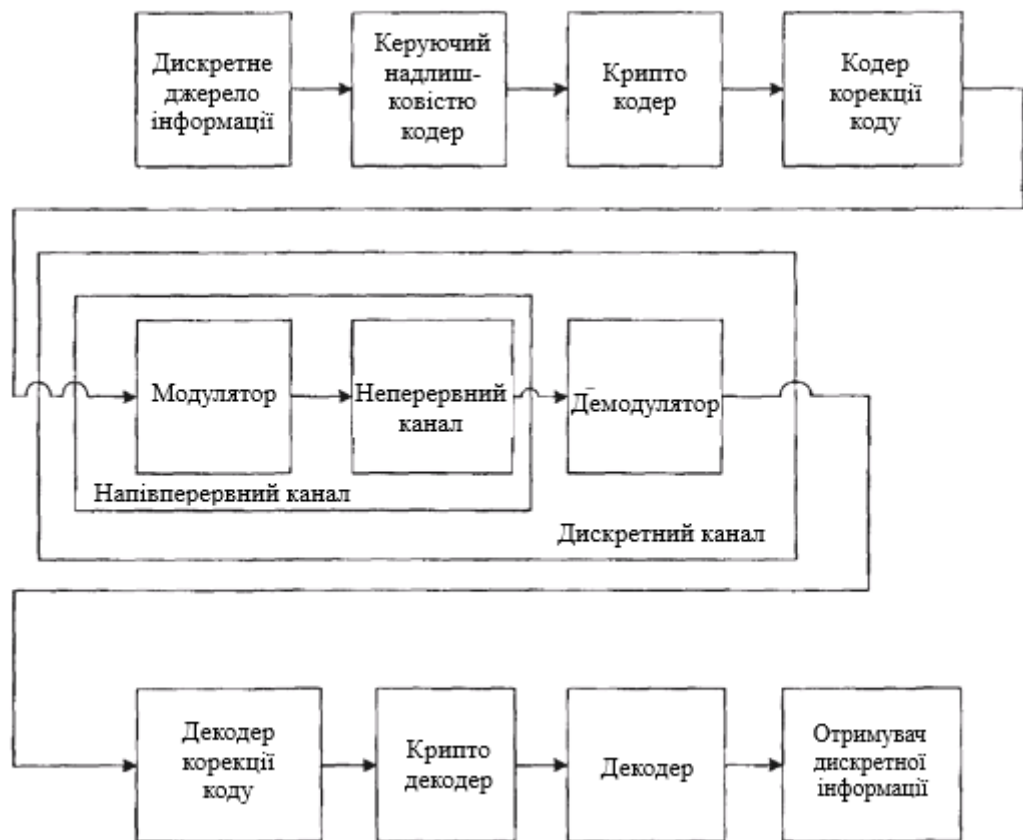 Дискретне
джерело
інформації
Керуючий
надлиш-
ковістю
кодер
Крипто
кодер
Кодер
корекції
коду
Модулятор
Неперервний
канал
Демодулятор
Напівперервний канал
Дискретний канал
Декодер
корекції
коду
Крипто
декодер
Декодер
Отримувач
дискретної
інформації